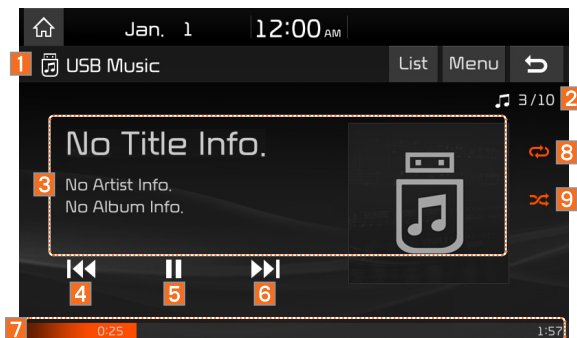 Jan. 1 12:00 AM
1 USB Music List Menu
3/10 2
No Title Info.
8
3 No Artist Info.
No Album Info.
9
4 5 6
7 0:25 1:57